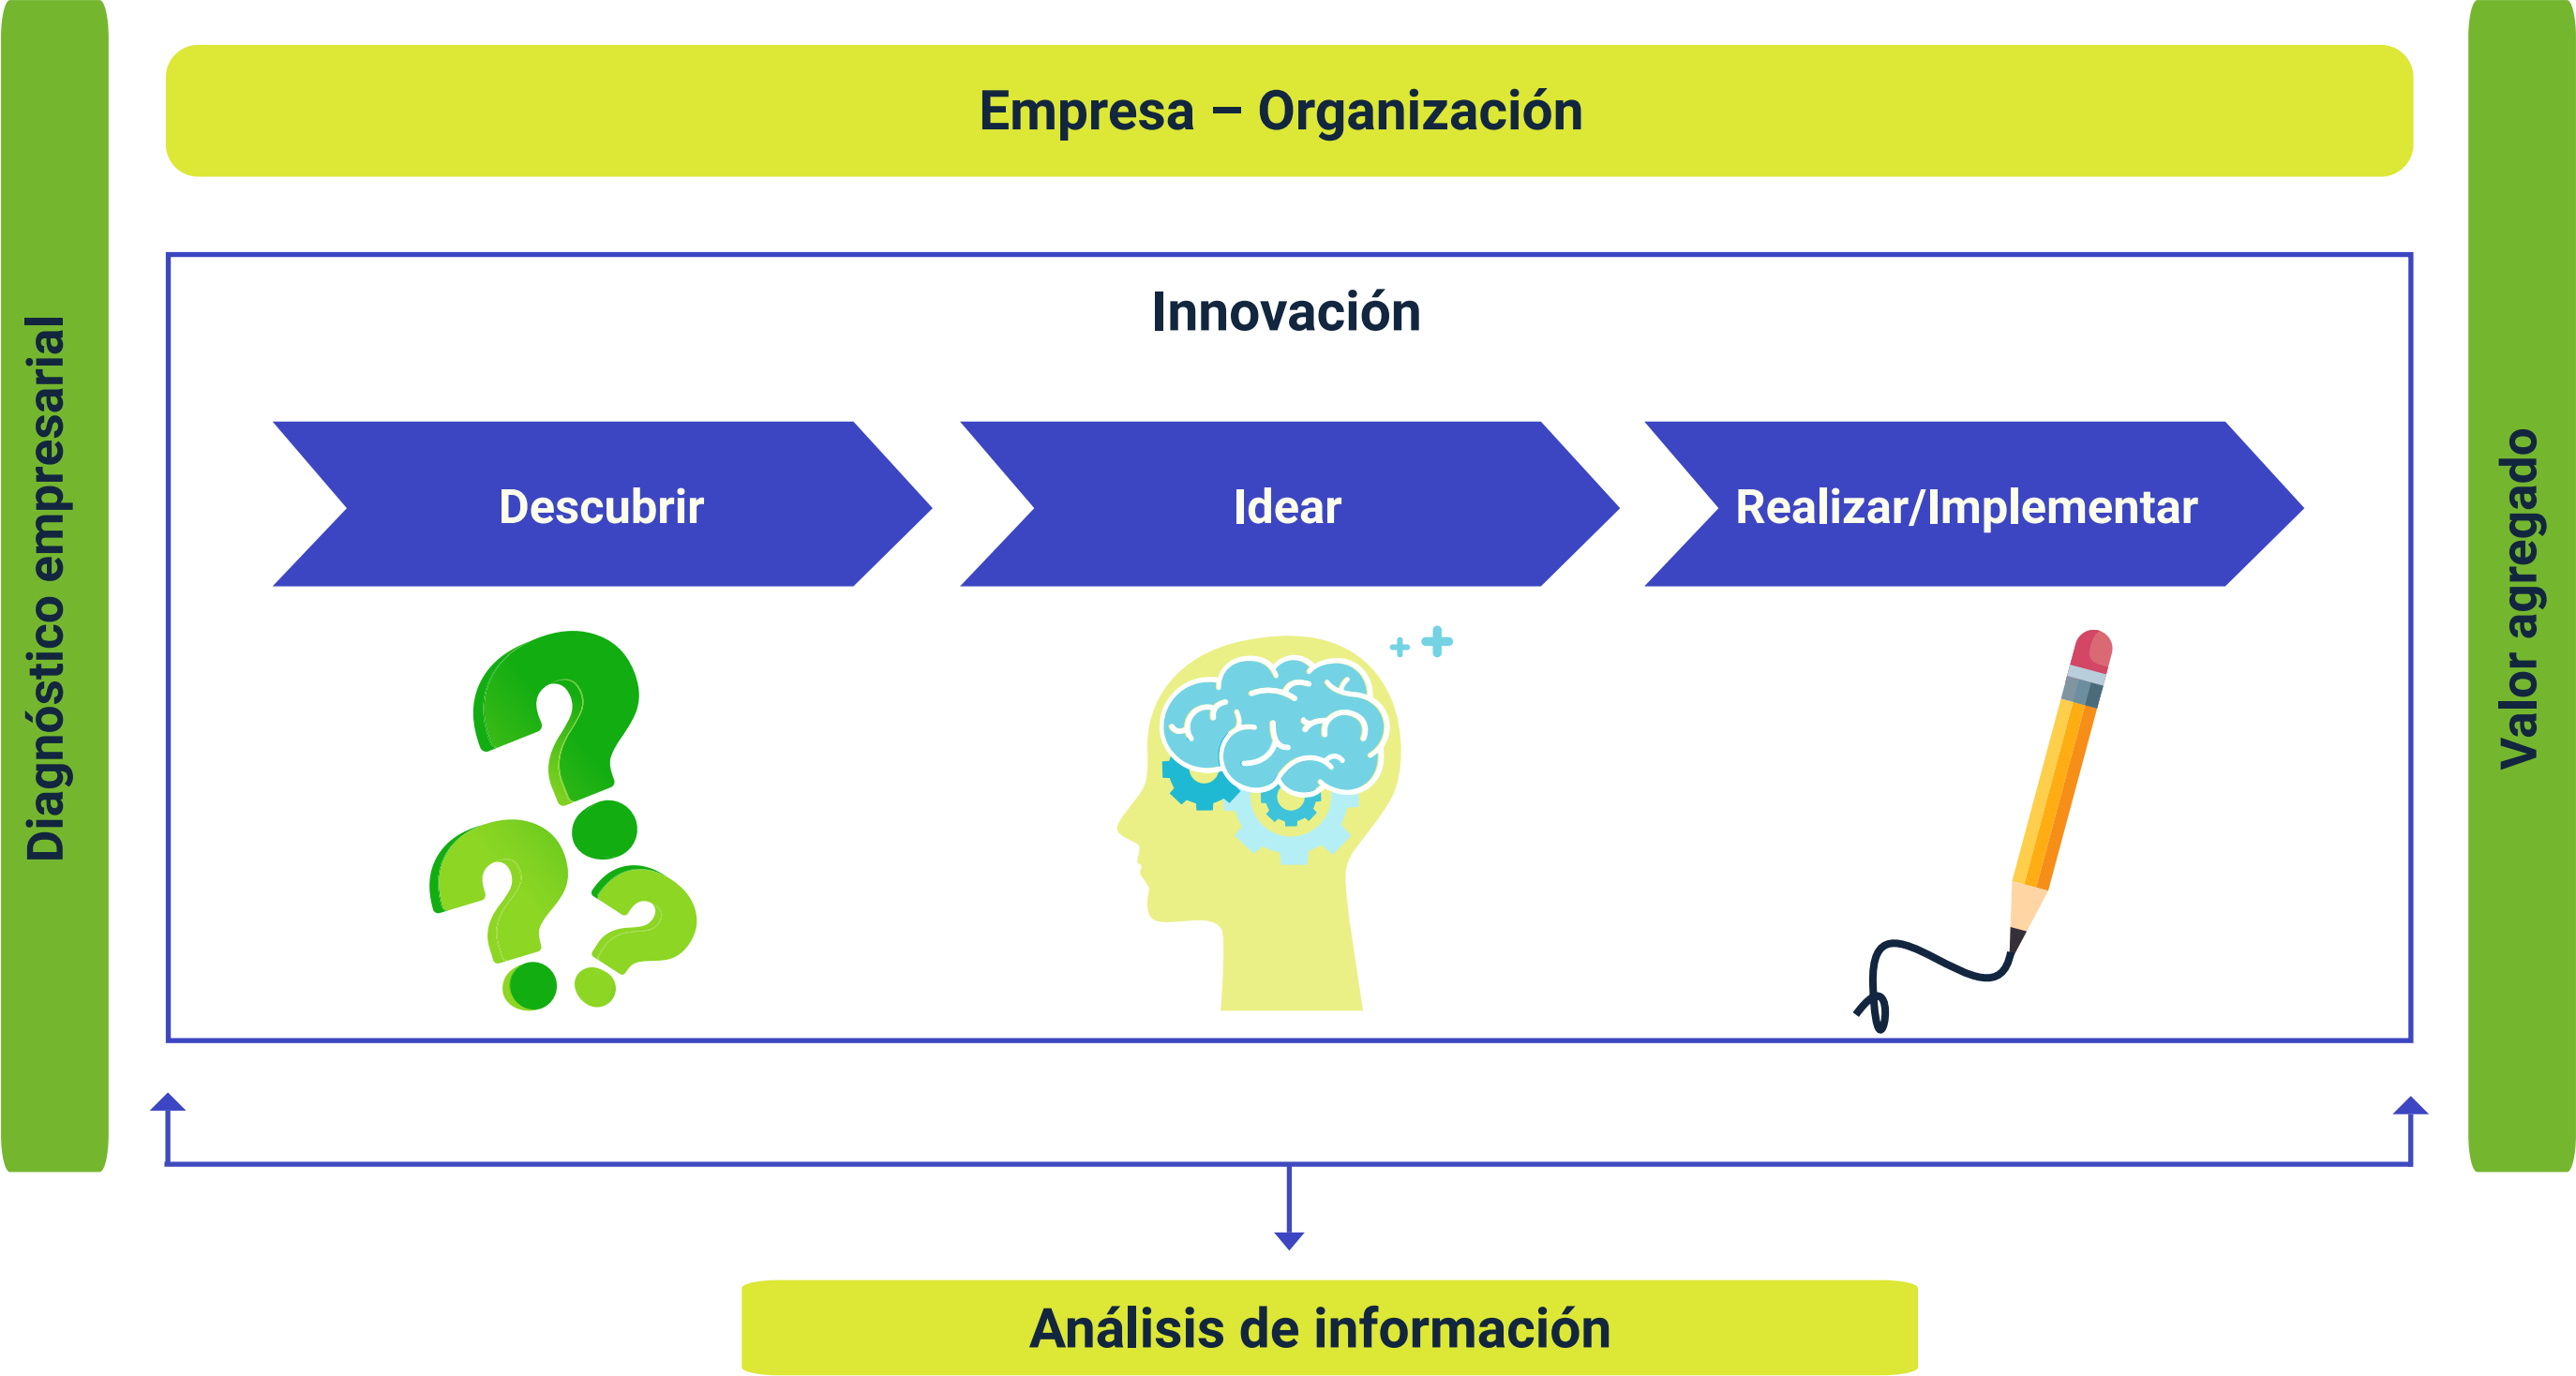 Empresa – Organización
Diagnóstico empresarial
Innovación
Descubrir
Idear
Realizar/Implementar
Valor agregado
Análisis de información